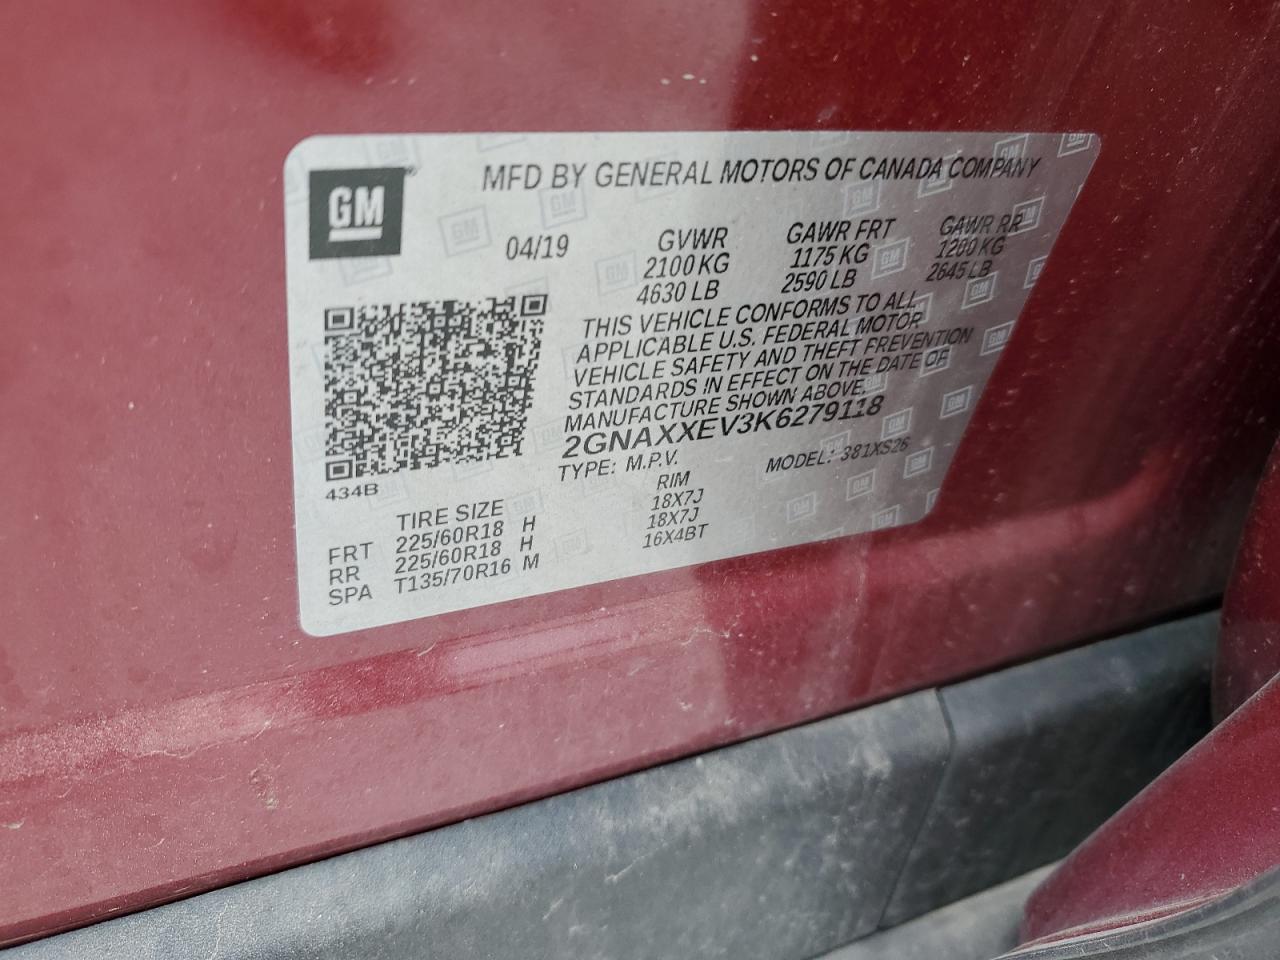 GM
MFD BY GENERAL MOTORS OF CANADA COMPANY
04/19
GVWR GAWR FRT GAWR RR
2100 KG 1175 KG 1200 KG
4630 LB 2590 LB 2645 LB
THIS VEHICLE CONFORMS TO ALL
APPLICABLE U.S. FEDERAL MOTOR
VEHICLE SAFETY AND THEFT PREVENTION
STANDARDS IN EFFECT ON THE DATE OF
MANUFACTURE SHOWN ABOVE.
2GNAXXEV3K6279118
TYPE: M.P.V. MODEL: 381XS26
434B
TIRE SIZE RIM
FRT 225/60R18 H 18X7J
RR 225/60R18 H 18X7J
SPA T135/70R16 M 16X4BT